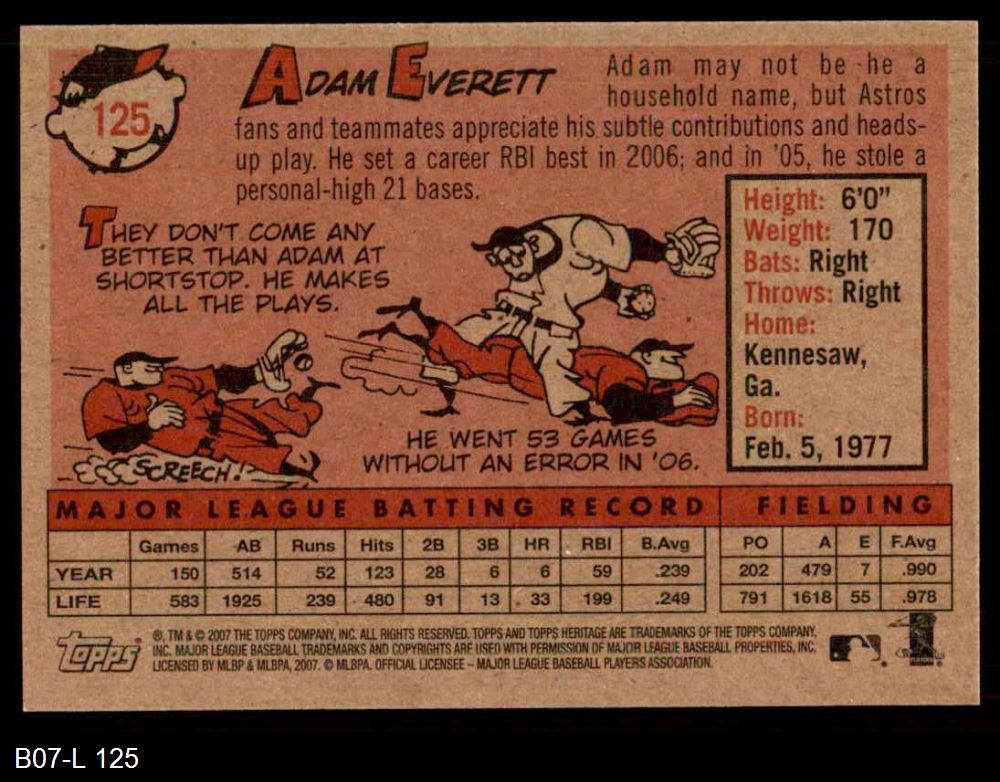 125
ADAM EVERETT
Adam may not be he a
household name, but Astros
fans and teammates appreciate his subtle contributions and heads-
up play. He set a career RBI best in 2006; and in '05, he stole a
personal-high 21 bases.
THEY DON'T COME ANY
BETTER THAN ADAM AT
SHORTSTOP. HE MAKES
ALL THE PLAYS.
SCREECH!
HE WENT 53 GAMES
WITHOUT AN ERROR IN '06.
Height: 6'0"
Weight: 170
Bats: Right
Throws: Right
Home:
Kennesaw,
Ga.
Born:
Feb. 5, 1977
MAJOR LEAGUE BATTING RECORD FIELDING
Games AB Runs Hits 2B 3B HR RBI B.Avg PO A E F.Avg
YEAR 150 514 52 123 28 6 6 59 .239 202 479 7 .990
LIFE 583 1925 239 480 91 13 33 199 .249 791 1618 55 .978
Topps
®, TM & © 2007 THE TOPPS COMPANY, INC. ALL RIGHTS RESERVED. TOPPS AND TOPPS HERITAGE ARE TRADEMARKS OF THE TOPPS COMPANY,
INC. MAJOR LEAGUE BASEBALL TRADEMARKS AND COPYRIGHTS ARE USED WITH PERMISSION OF MAJOR LEAGUE BASEBALL PROPERTIES, INC.
LICENSED BY MLBP & MLBPA, 2007. © MLBPA. OFFICIAL LICENSEE – MAJOR LEAGUE BASEBALL PLAYERS ASSOCIATION.
B07-L 125